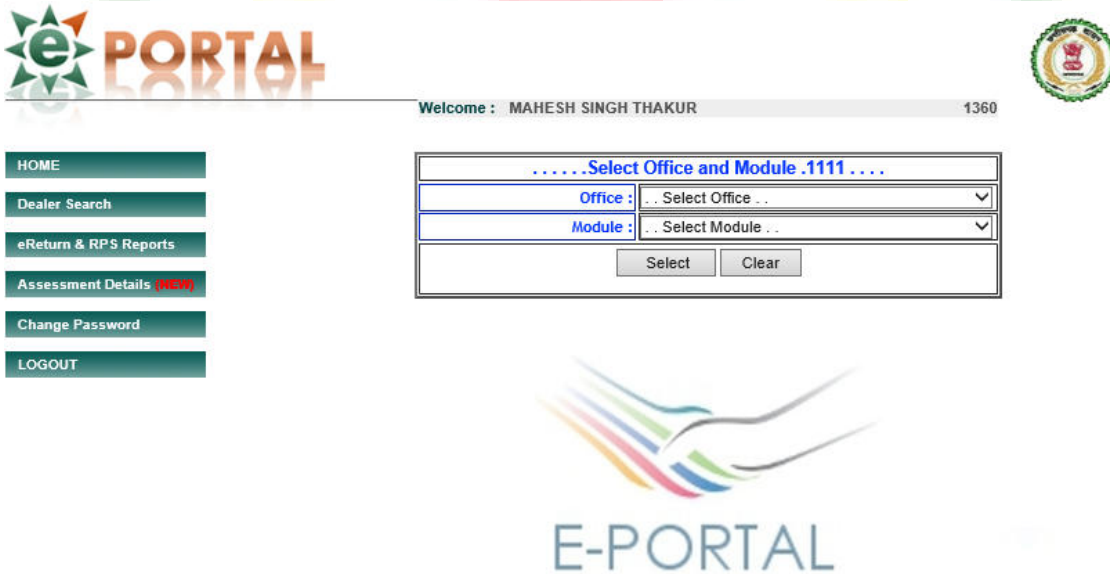 e PORTAL
Welcome : MAHESH SINGH THAKUR 1360
HOME
Dealer Search
eReturn & RPS Reports
Assessment Details (NEW)
Change Password
LOGOUT
. . . . . .Select Office and Module .1111 . . . .
Office : . . Select Office . .
Module : . . Select Module . .
Select Clear
E-PORTAL